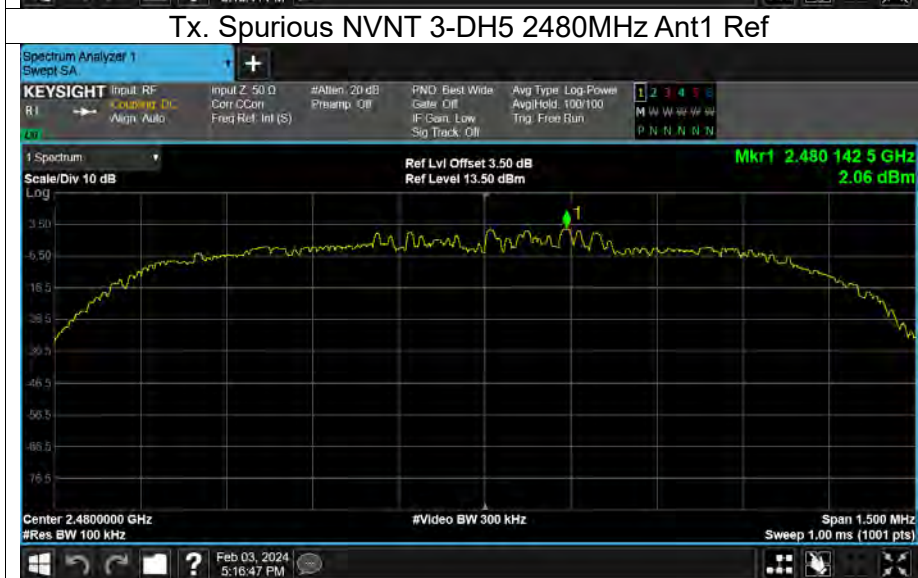 Tx. Spurious NVNT 3-DH5 2480MHz Ant1 Ref
Spectrum Analyzer 1
Swept SA
+
KEYSIGHT Input: RF
Coupling: DC
Align: Auto
Input Z: 50 Ω
Corr CCorr
Freq Ref: Int (S)
#Atten: 20 dB
Preamp: Off
PNO: Best Wide
Gate: Off
IF Gain: Low
Sig Track: Off
Avg Type: Log-Power
Avg|Hold: 100/100
Trig: Free Run
1 2 3 4 5 6
M W W W W W
P N N N N N
1 Spectrum
Scale/Div 10 dB
Log
Ref Lvl Offset 3.50 dB
Ref Level 13.50 dBm
Mkr1 2.480 142 5 GHz
2.06 dBm
1
3.50
-6.50
-16.5
-26.5
-36.5
-46.5
-56.5
-66.5
-76.5
Center 2.4800000 GHz
#Res BW 100 kHz
#Video BW 300 kHz
Span 1.500 MHz
Sweep 1.00 ms (1001 pts)
?
Feb 03, 2024
5:16:47 PM